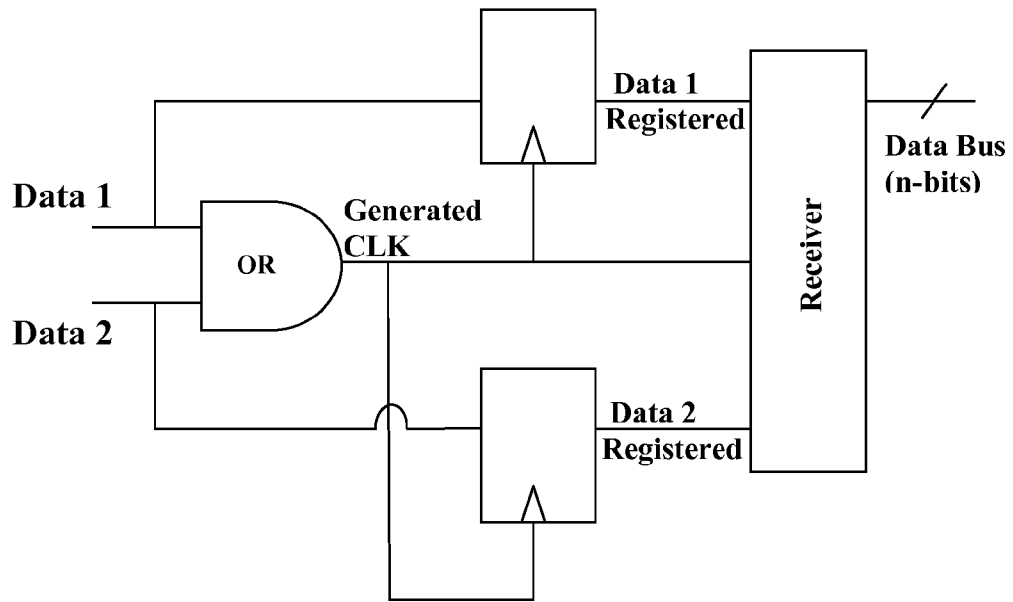 Data 1
Registered
Data Bus
(n-bits)
Data 1
Generated
CLK
OR
Receiver
Data 2
Data 2
Registered